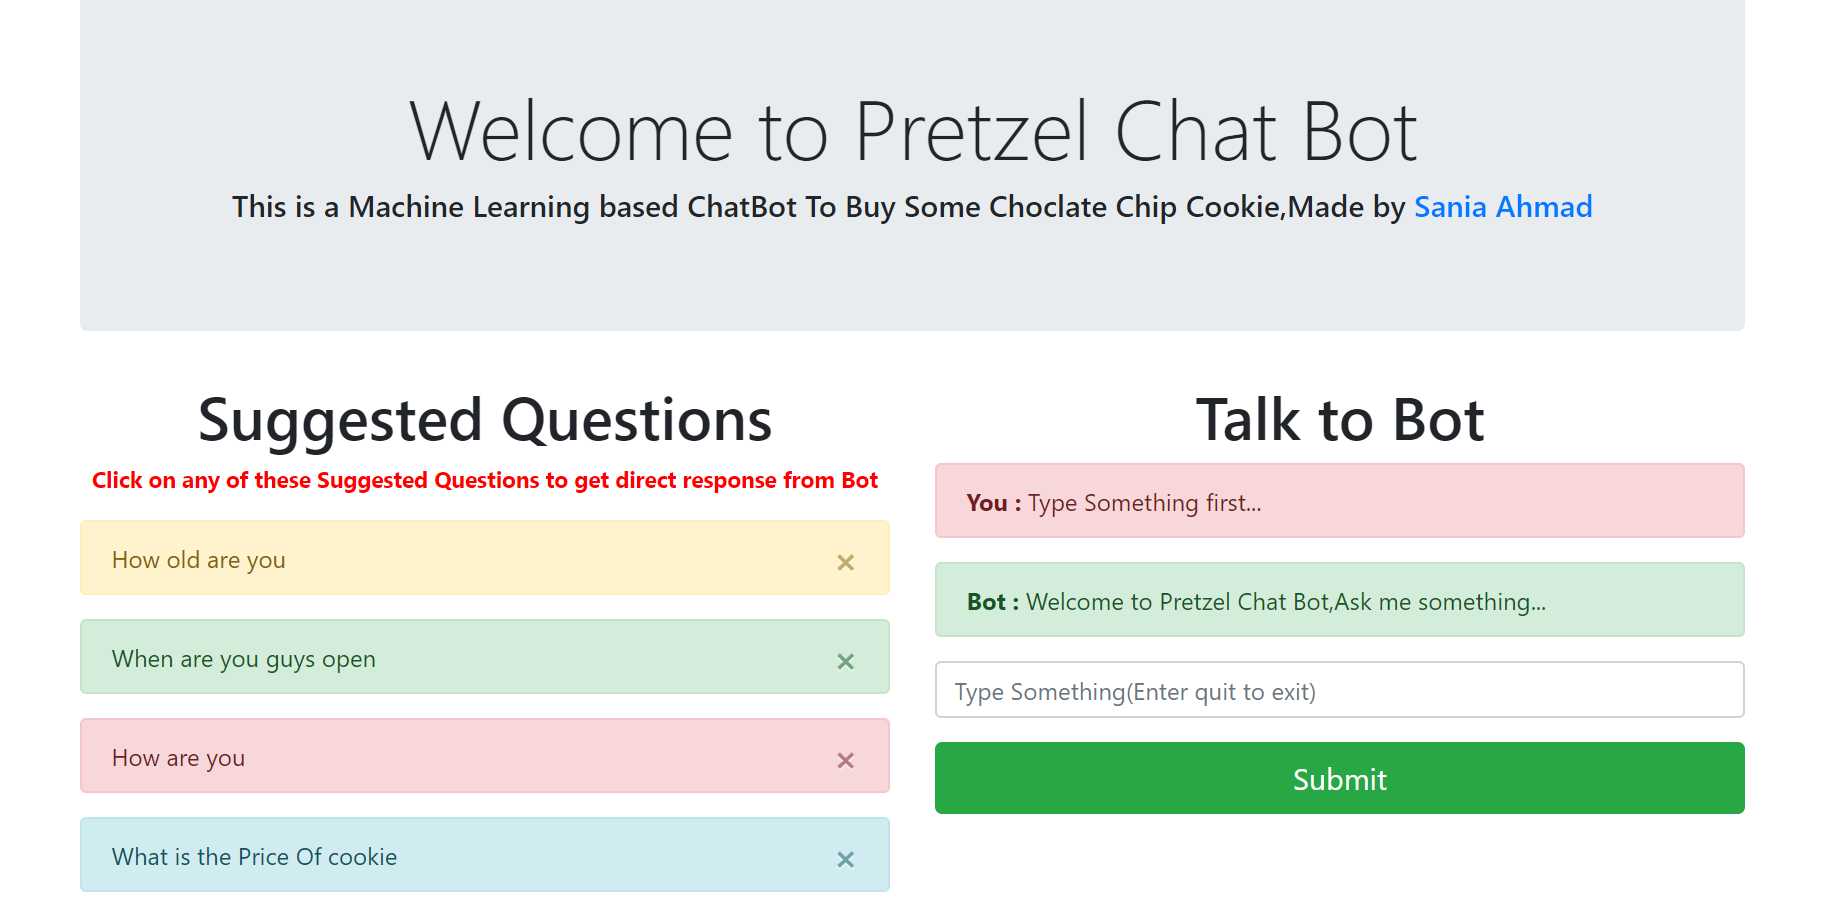 Welcome to Pretzel Chat Bot
This is a Machine Learning based ChatBot To Buy Some Choclate Chip Cookie,Made by Sania Ahmad
Suggested Questions
Click on any of these Suggested Questions to get direct response from Bot
How old are you ×
When are you guys open ×
How are you ×
What is the Price Of cookie ×
Talk to Bot
You : Type Something first...
Bot : Welcome to Pretzel Chat Bot,Ask me something...
Type Something(Enter quit to exit)
Submit